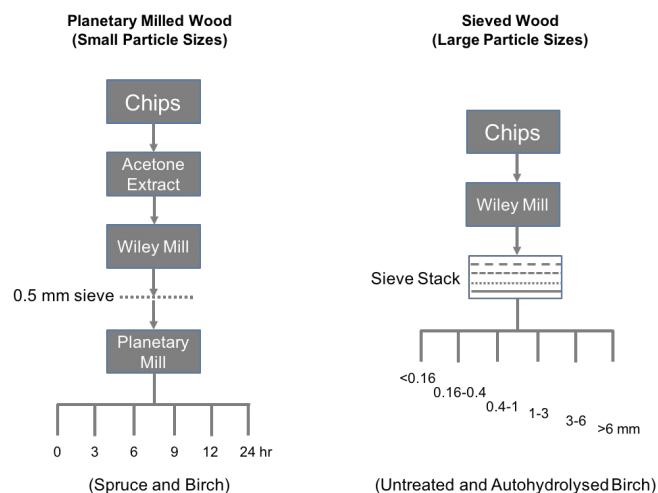 Planetary Milled Wood
(Small Particle Sizes)
Chips
Acetone
Extract
Wiley Mill
0.5 mm sieve
Planetary
Mill
0 3 6 9 12 24 hr
(Spruce and Birch)
Sieved Wood
(Large Particle Sizes)
Chips
Wiley Mill
Sieve Stack
<0.16
0.16-0.4
0.4-1
1-3
3-6
>6 mm
(Untreated and Autohydrolysed Birch)